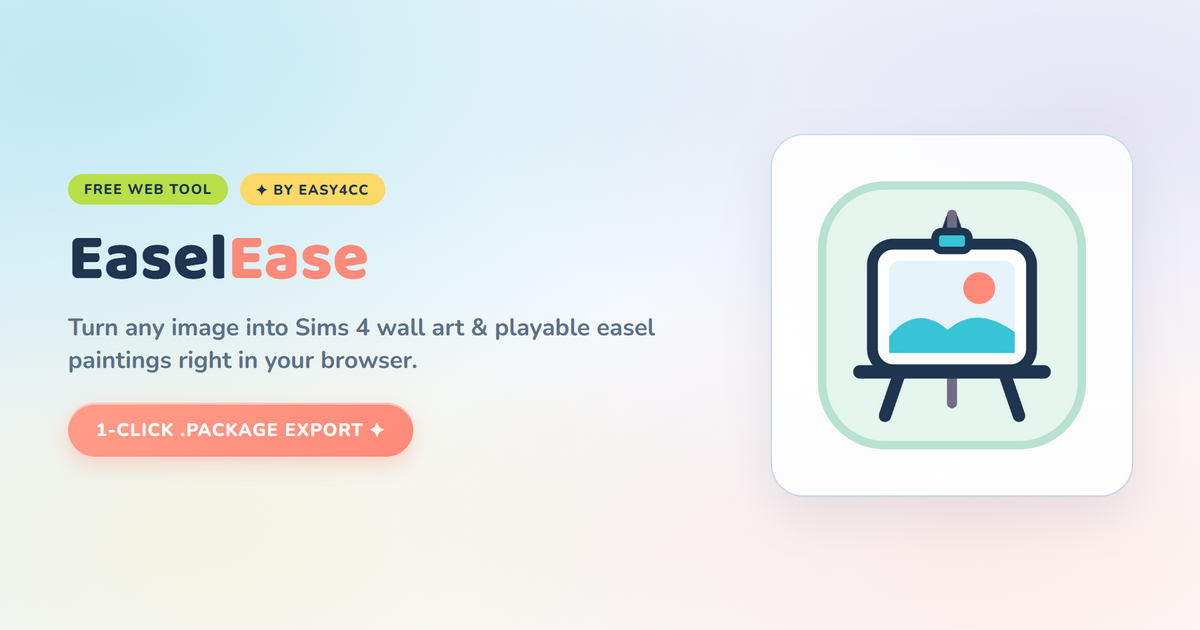 FREE WEB TOOL
✦ BY EASY4CC
EaselEase
Turn any image into Sims 4 wall art & playable easel
paintings right in your browser.
1-CLICK .PACKAGE EXPORT ✦